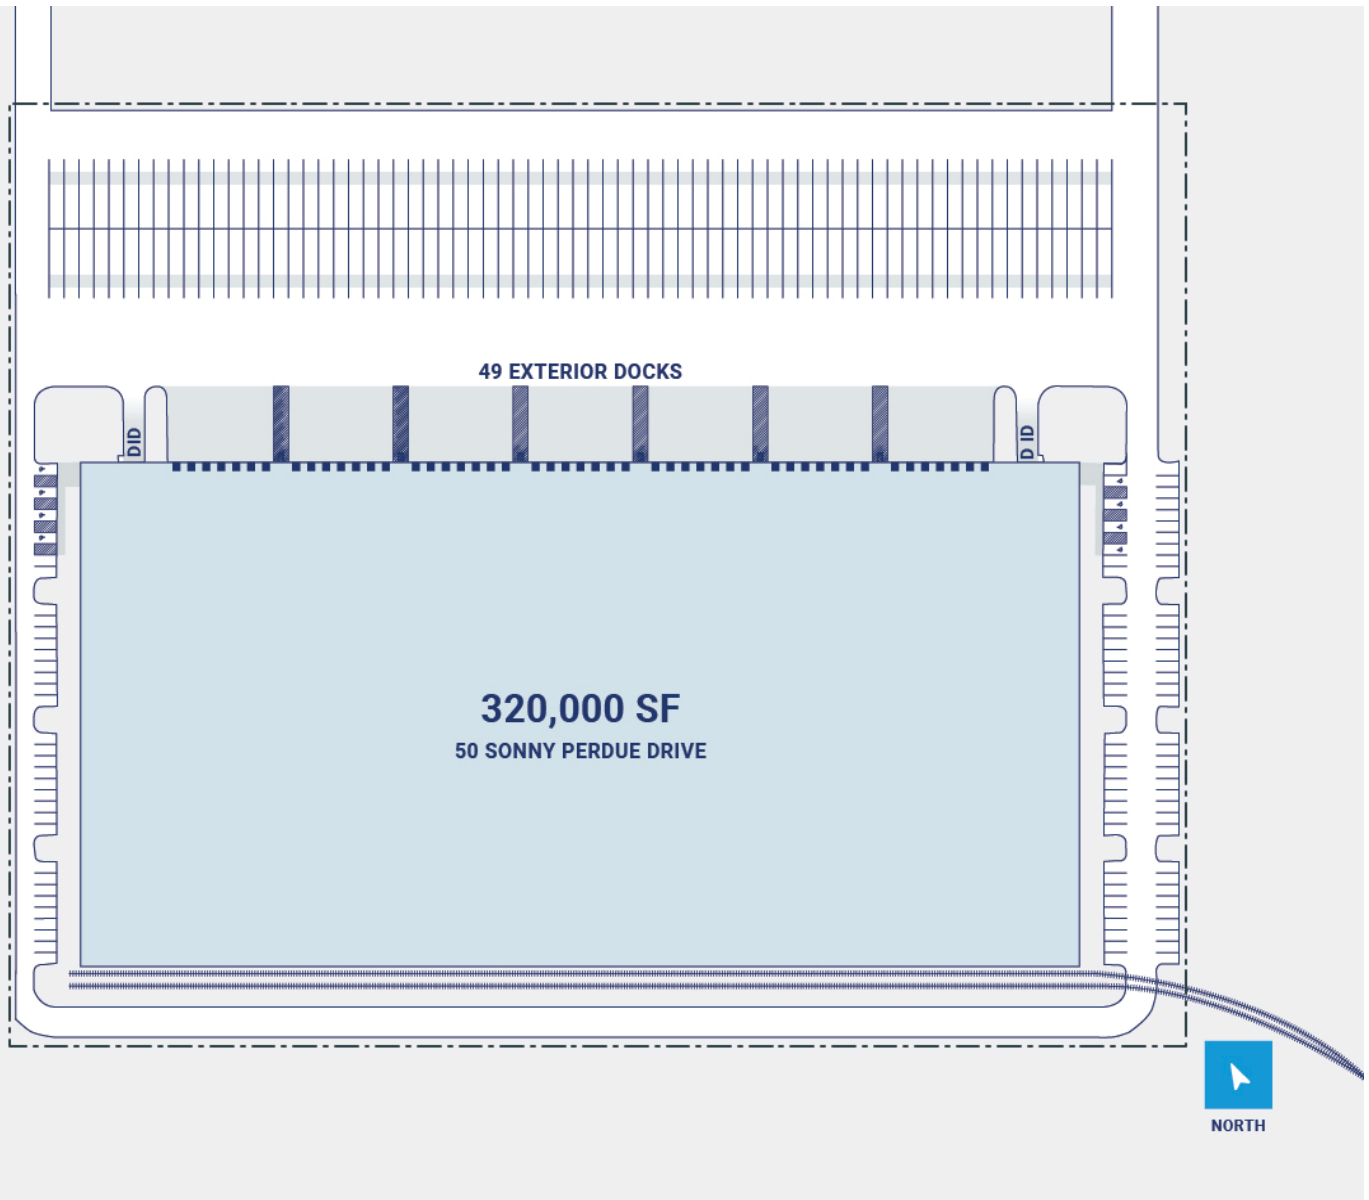 49 EXTERIOR DOCKS
DID
D ID
320,000 SF
50 SONNY PERDUE DRIVE
NORTH